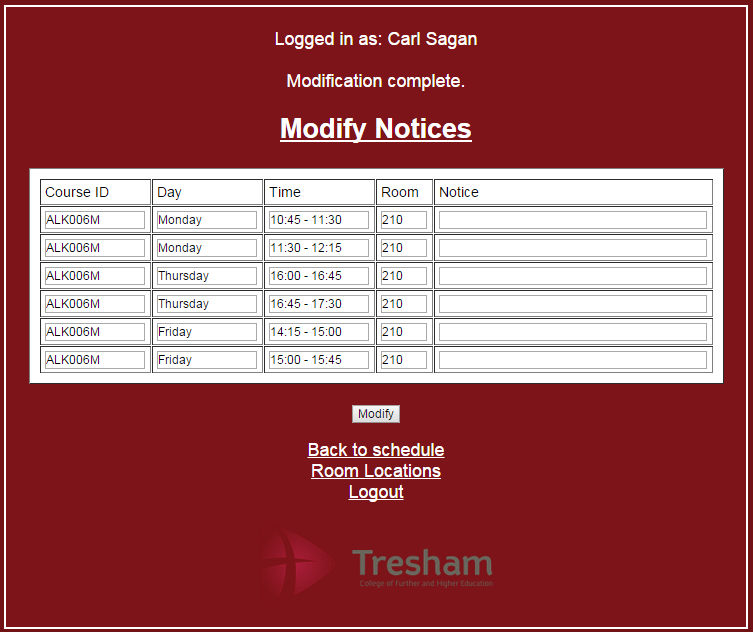 Logged in as: Carl Sagan
Modification complete.
Modify Notices
Course ID Day Time Room Notice
ALK006M Monday 10:45 - 11:30 210
ALK006M Monday 11:30 - 12:15 210
ALK006M Thursday 16:00 - 16:45 210
ALK006M Thursday 16:45 - 17:30 210
ALK006M Friday 14:15 - 15:00 210
ALK006M Friday 15:00 - 15:45 210
Modify
Back to schedule
Room Locations
Logout
Tresham
College of Further and Higher Education